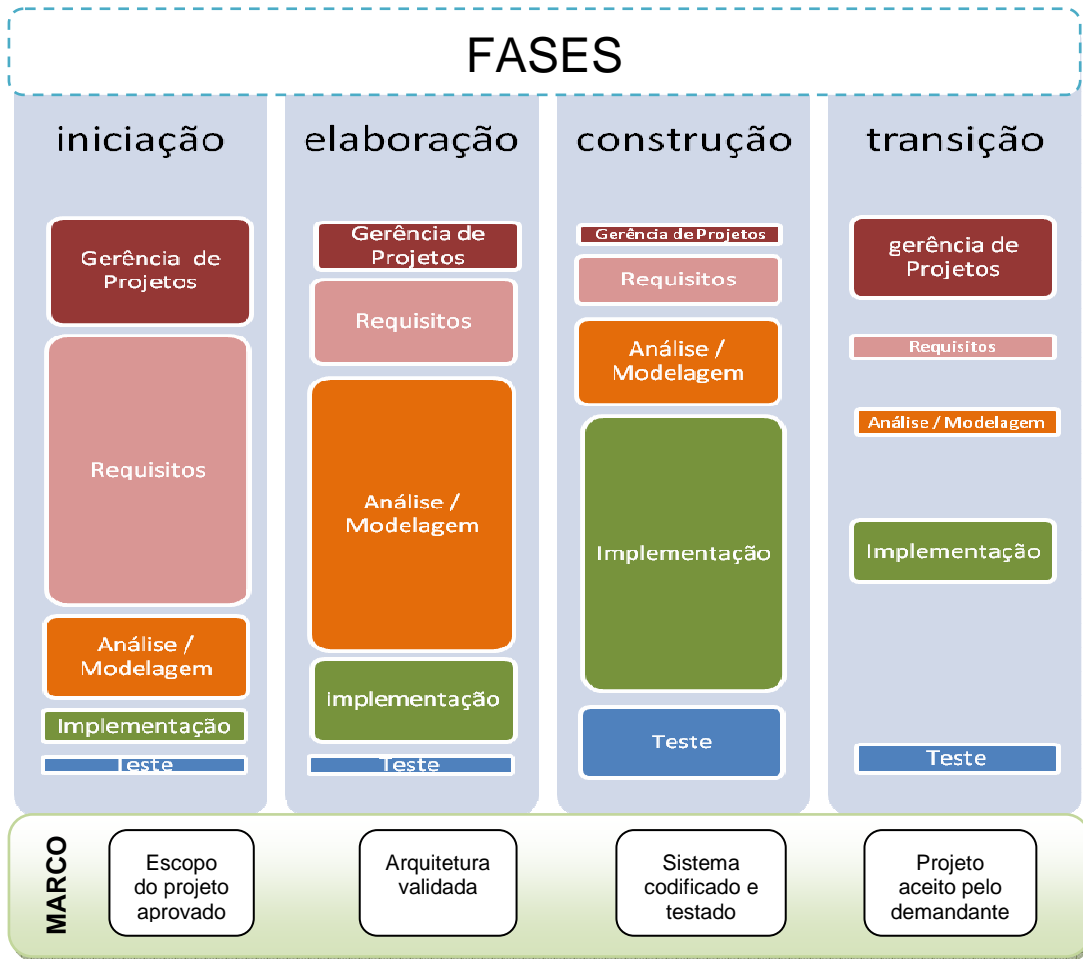 FASES
iniciação
Gerência de
Projetos
Requisitos
Análise /
Modelagem
Implementação
Teste
elaboração
Gerência de
Projetos
Requisitos
Análise /
Modelagem
implementação
Teste
construção
Gerência de Projetos
Requisitos
Análise /
Modelagem
Implementação
Teste
transição
gerência de
Projetos
Requisitos
Análise / Modelagem
Implementação
Teste
MARCO
Escopo
do projeto
aprovado
Arquitetura
validada
Sistema
codificado e
testado
Projeto
aceito pelo
demandante